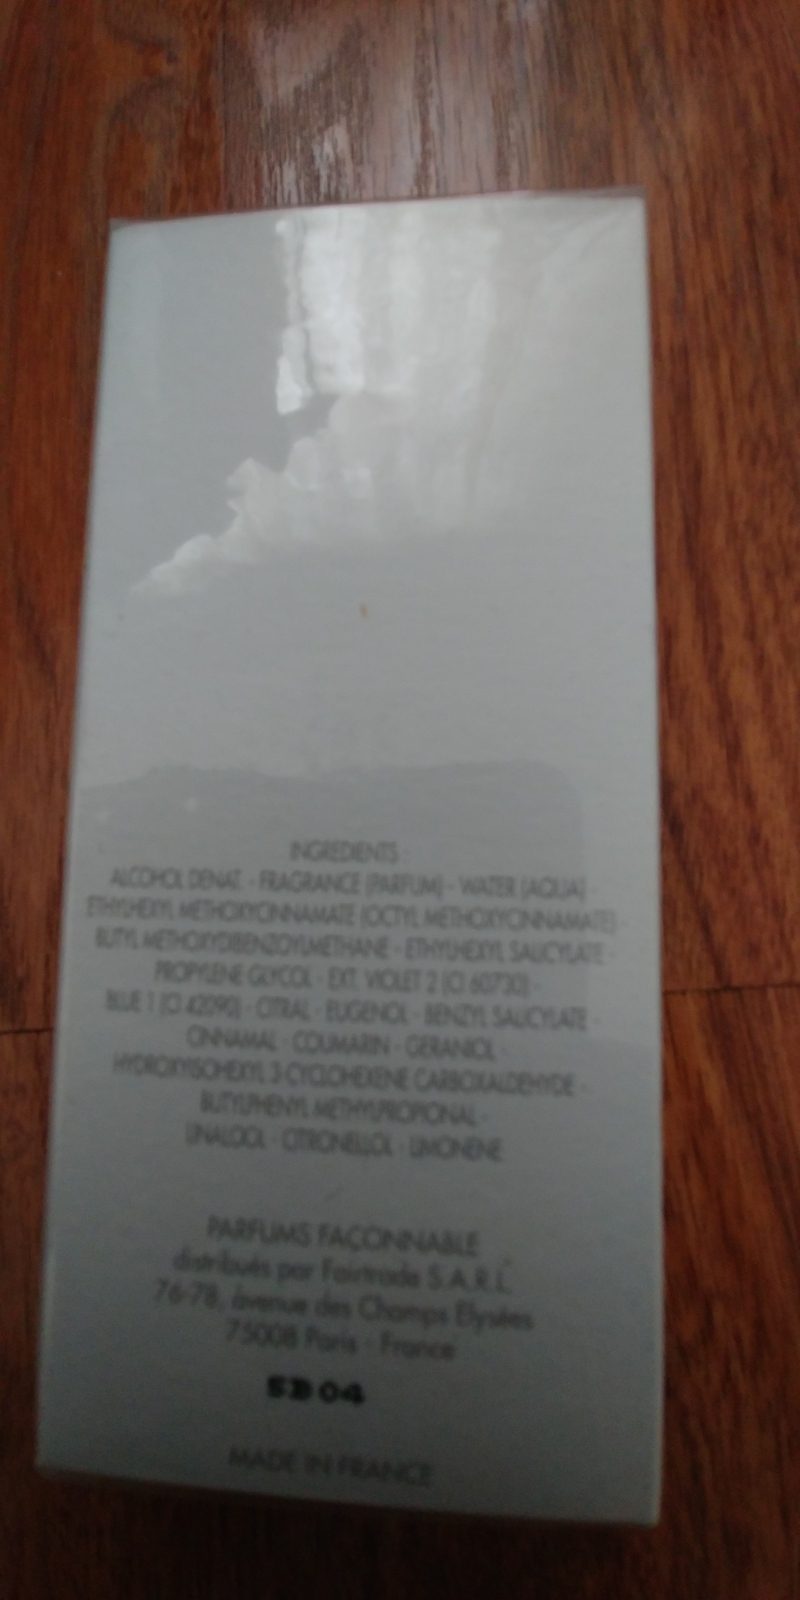 INGREDIENTS :
ALCOHOL DENAT. - FRAGRANCE (PARFUM) - WATER (AQUA) -
ETHYLHEXYL METHOXYCINNAMATE (OCTYL METHOXYCINNAMATE) -
BUTYL METHOXYDIBENZOYLMETHANE - ETHYLHEXYL SALICYLATE -
PROPYLENE GLYCOL - EXT. VIOLET 2 (CI 60730) -
BLUE 1 (CI 42090) - CITRAL - EUGENOL - BENZYL SALICYLATE -
CINNAMAL - COUMARIN - GERANIOL -
HYDROXYISOHEXYL 3-CYCLOHEXENE CARBOXALDEHYDE -
BUTYLPHENYL METHYLPROPIONAL -
LINALOOL - CITRONELLOL - LIMONENE
PARFUMS FAÇONNABLE
distribués par Fairtrade S.A.R.L.
76-78, avenue des Champs Elysées
75008 Paris - France
5B04
MADE IN FRANCE